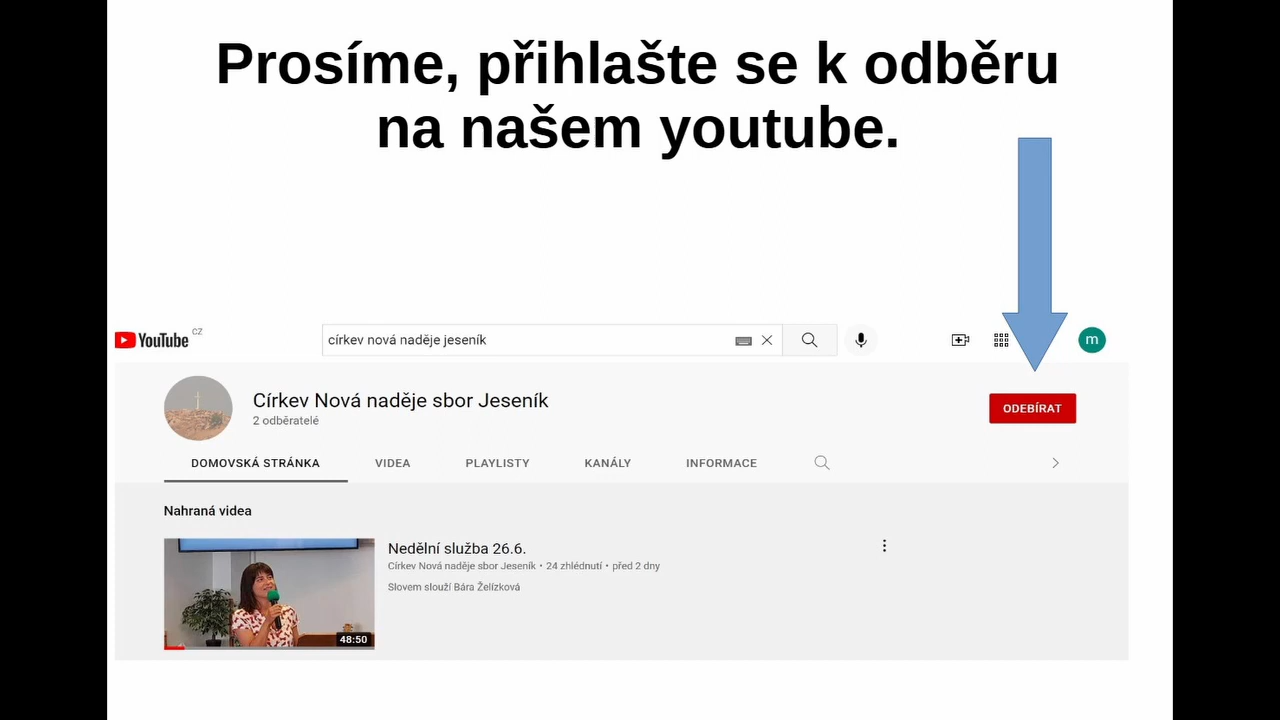 Prosíme, přihlašte se k odběru
na našem youtube.
YouTube CZ
církev nová naděje jeseník
m
Církev Nová naděje sbor Jeseník
2 odběratelé
ODEBÍRAT
DOMOVSKÁ STRÁNKA VIDEA PLAYLISTY KANÁLY INFORMACE
Nahraná videa
Nedělní služba 26.6.
Církev Nová naděje sbor Jeseník • 24 zhlédnutí • před 2 dny
Slovem slouží Bára Želízková
48:50